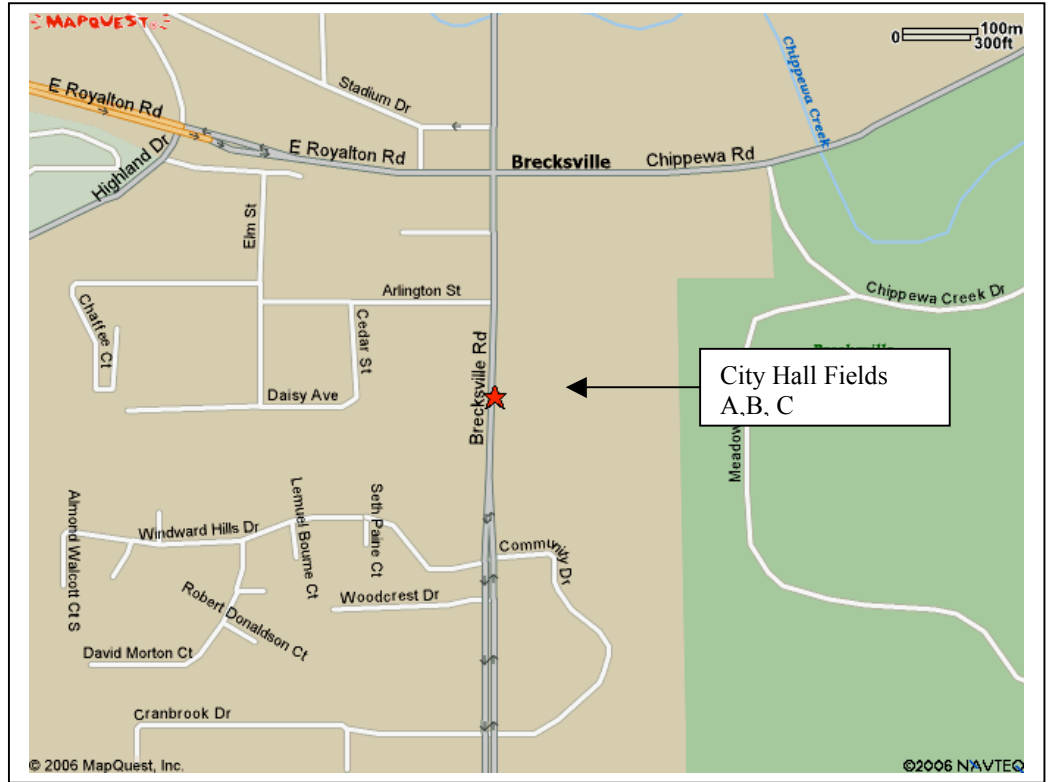 MAPQUEST
0 100m
300ft
Chippewa Creek
E Royalton Rd
Stadium Dr
E Royalton Rd
Brecksville
Chippewa Rd
Highland Dr
Elm St
Arlington St
Chippewa Creek Dr
Chaffee Ct
Cedar St
Brecksville Rd
City Hall Fields
A,B, C
Daisy Ave
Almond Walcott Ct S
Windward Hills Dr
Lemuel Bourne Ct
Seth Paine Ct
Community Dr
Woodcrest Dr
Robert Donaldson Ct
David Morton Ct
Cranbrook Dr
© 2006 MapQuest, Inc.
©2006 NAVTEQ